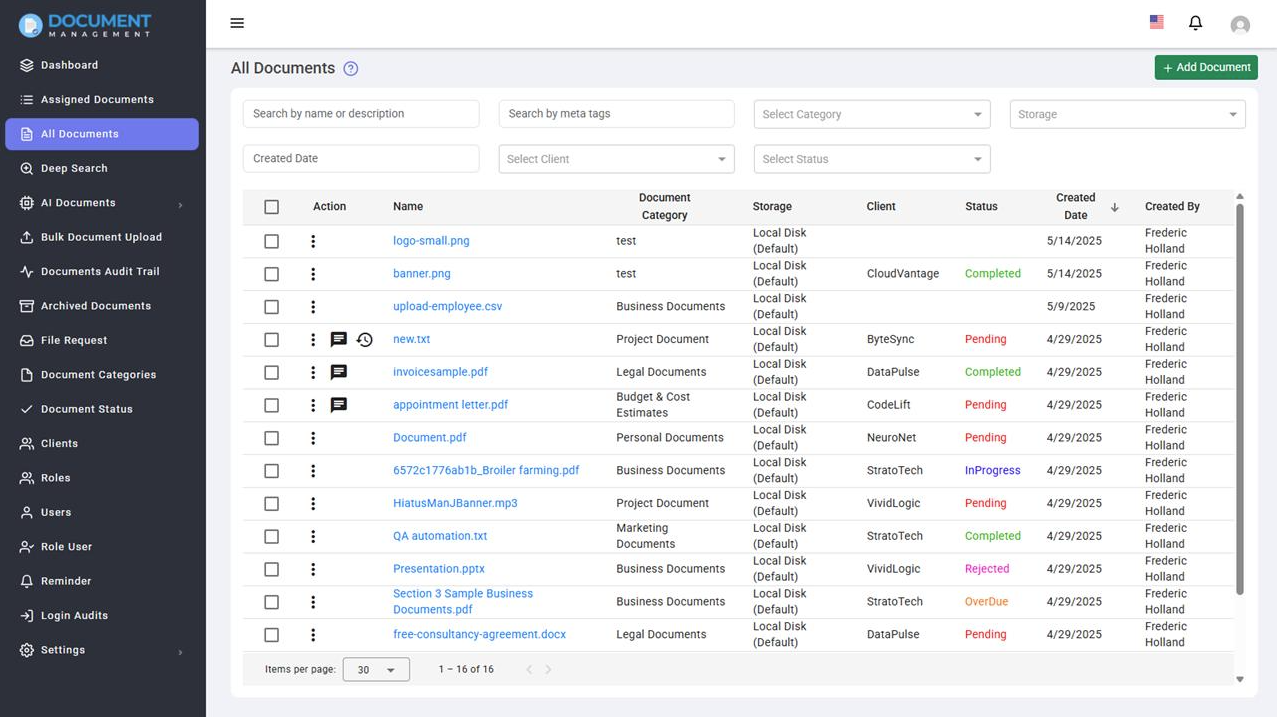 DOCUMENT
MANAGEMENT
Dashboard
Assigned Documents
All Documents
Deep Search
AI Documents
Bulk Document Upload
Documents Audit Trail
Archived Documents
File Request
Document Categories
Document Status
Clients
Roles
Users
Role User
Reminder
Login Audits
Settings
All Documents ?
+ Add Document
Search by name or description
Search by meta tags
Select Category
Storage
Created Date
Select Client
Select Status
Action Name Document Category Storage Client Status Created Date Created By
logo-small.png test Local Disk (Default) 5/14/2025 Frederic Holland
banner.png test Local Disk (Default) CloudVantage Completed 5/14/2025 Frederic Holland
upload-employee.csv Business Documents Local Disk (Default) 5/9/2025 Frederic Holland
new.txt Project Document Local Disk (Default) ByteSync Pending 4/29/2025 Frederic Holland
invoicesample.pdf Legal Documents Local Disk (Default) DataPulse Completed 4/29/2025 Frederic Holland
appointment letter.pdf Budget & Cost Estimates Local Disk (Default) CodeLift Pending 4/29/2025 Frederic Holland
Document.pdf Personal Documents Local Disk (Default) NeuroNet Pending 4/29/2025 Frederic Holland
6572c1776ab1b_Broiler farming.pdf Business Documents Local Disk (Default) StratoTech InProgress 4/29/2025 Frederic Holland
HiatusManJBanner.mp3 Project Document Local Disk (Default) VividLogic Pending 4/29/2025 Frederic Holland
QA automation.txt Marketing Documents Local Disk (Default) StratoTech Completed 4/29/2025 Frederic Holland
Presentation.pptx Business Documents Local Disk (Default) VividLogic Rejected 4/29/2025 Frederic Holland
Section 3 Sample Business Documents.pdf Business Documents Local Disk (Default) StratoTech OverDue 4/29/2025 Frederic Holland
free-consultancy-agreement.docx Legal Documents Local Disk (Default) DataPulse Pending 4/29/2025 Frederic Holland
Items per page: 30 1 – 16 of 16